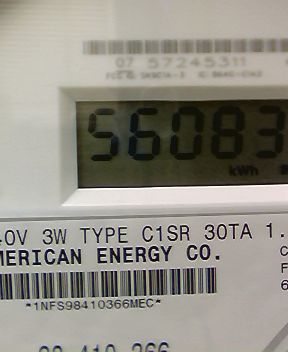 07 57245311
56083
kWh
0V 3W TYPE C1SR 30TA 1.
MERICAN ENERGY CO.
*1NFS98410366MEC*